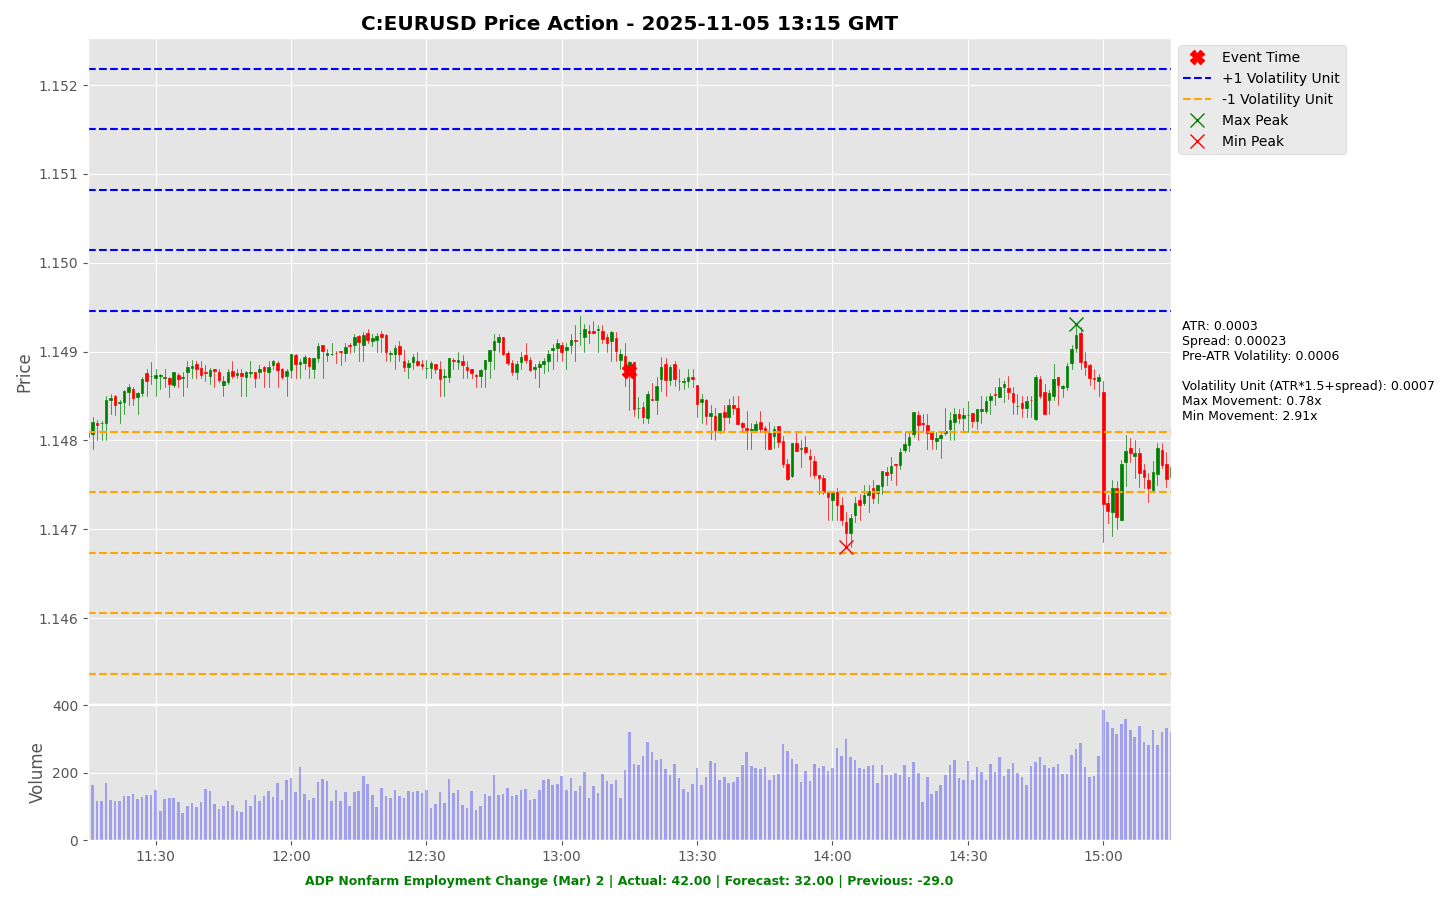 C:EURUSD Price Action - 2025-11-05 13:15 GMT
Event Time
+1 Volatility Unit
-1 Volatility Unit
Max Peak
Min Peak
Price
1.152
1.151
1.150
1.149
1.148
1.147
1.146
ATR: 0.0003
Spread: 0.00023
Pre-ATR Volatility: 0.0006
Volatility Unit (ATR*1.5+spread): 0.0007
Max Movement: 0.78x
Min Movement: 2.91x
Volume
400
200
0
11:30 12:00 12:30 13:00 13:30 14:00 14:30 15:00
ADP Nonfarm Employment Change (Mar) 2 | Actual: 42.00 | Forecast: 32.00 | Previous: -29.0